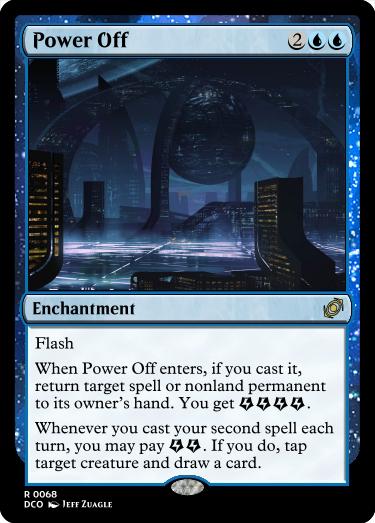 Power Off 2
Enchantment
Flash
When Power Off enters, if you cast it,
return target spell or nonland permanent
to its owner's hand. You get .
Whenever you cast your second spell each
turn, you may pay . If you do, tap
target creature and draw a card.
R 0068
DCO Jeff Zuagle